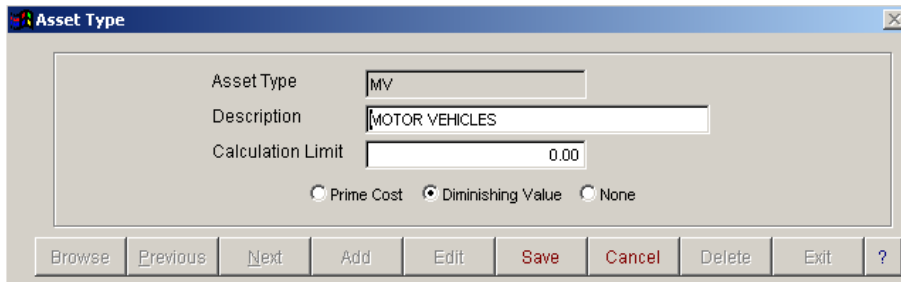 Asset Type
Asset Type MV
Description MOTOR VEHICLES
Calculation Limit 0.00
Prime Cost Diminishing Value None
Browse Previous Next Add Edit Save Cancel Delete Exit ?